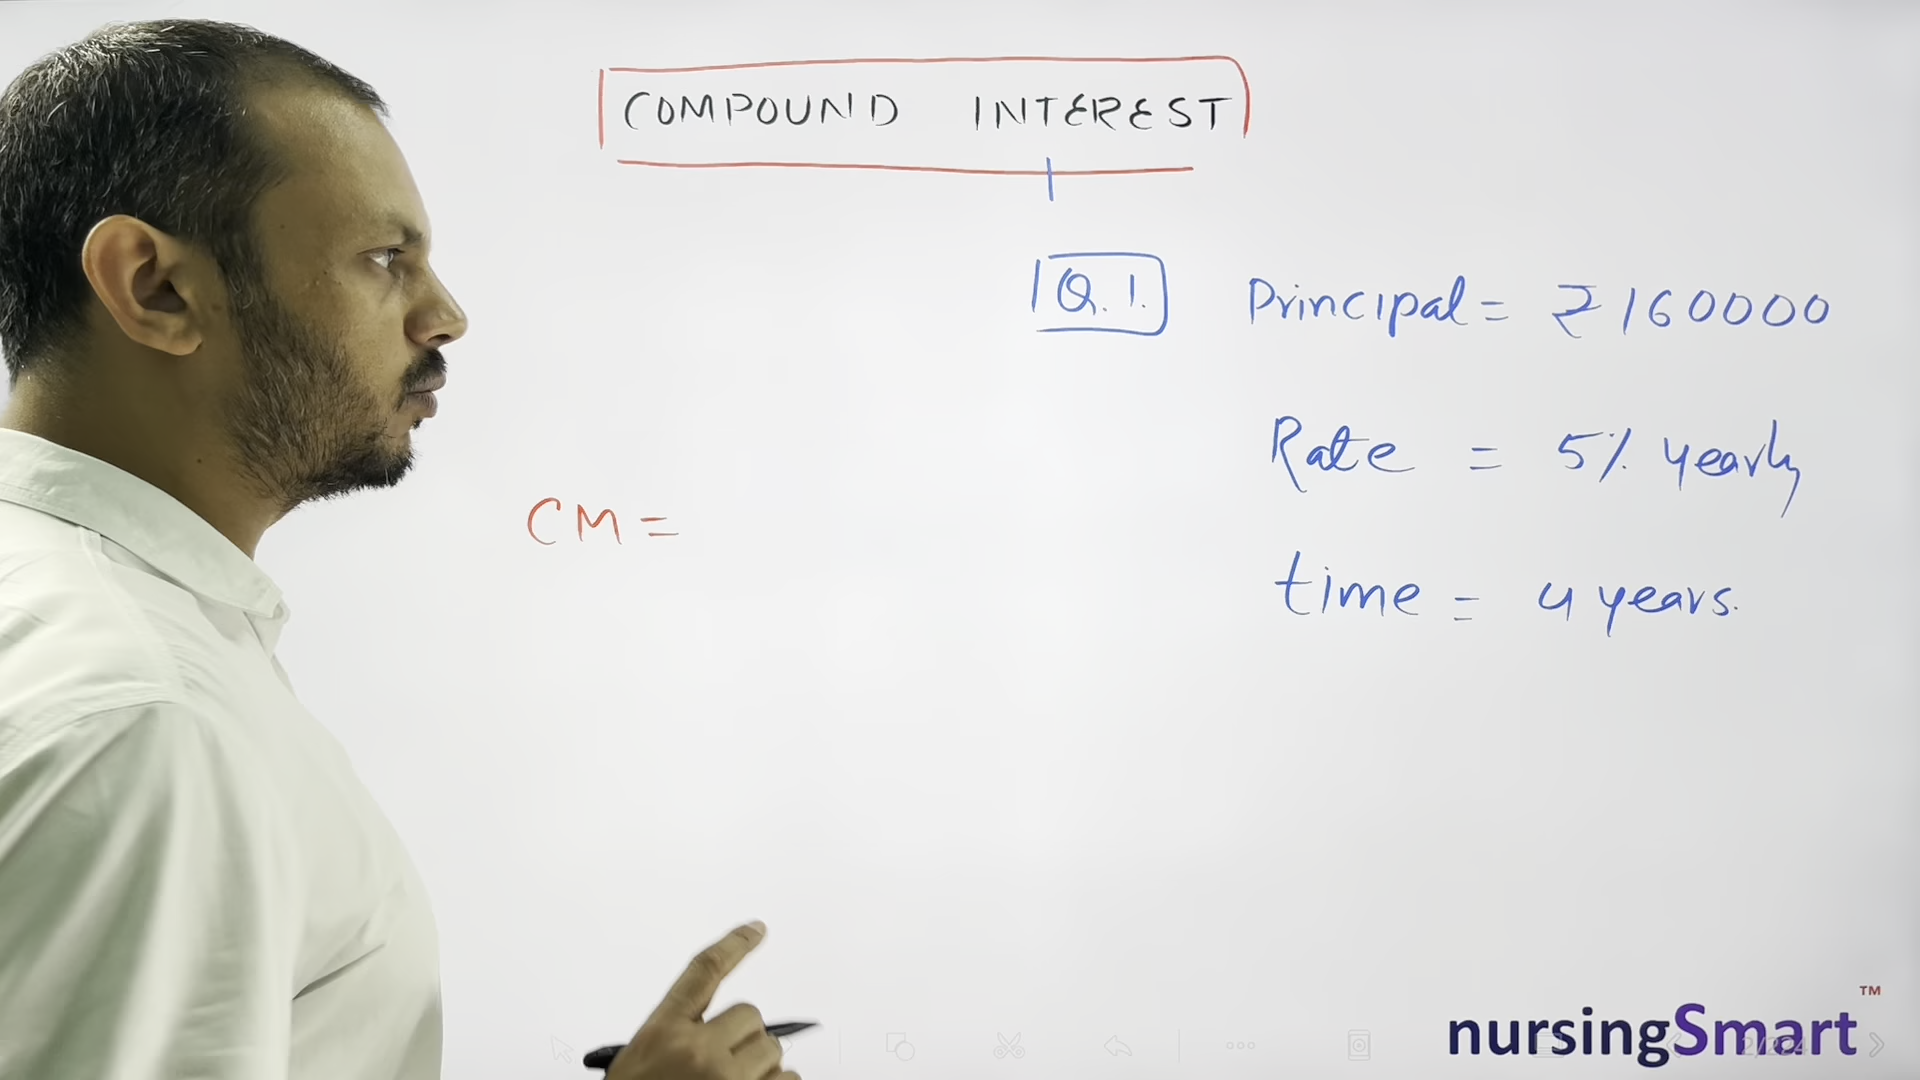 COMPOUND INTEREST
Q.1. Principal = ₹160000
Rate = 5% yearly
CM =
time = 4 years.
nursingSmart™